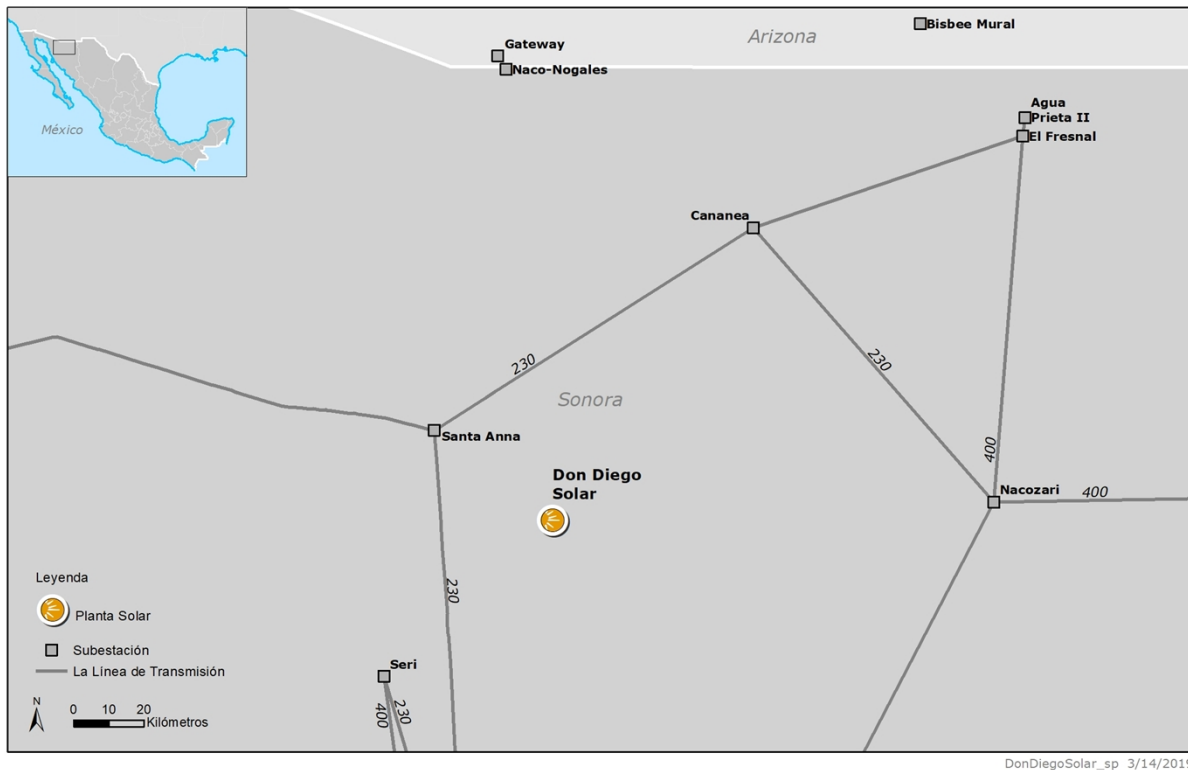 México
Arizona
Bisbee Mural
Gateway
Naco-Nogales
Agua
Prieta II
El Fresnal
Cananea
230
230
Sonora
Santa Anna
400
Don Diego
Solar
Nacozari
400
230
Leyenda
Planta Solar
Subestación
La Línea de Transmisión
Seri
400
230
N
0 10 20
Kilómetros
DonDiegoSolar_sp 3/14/2019